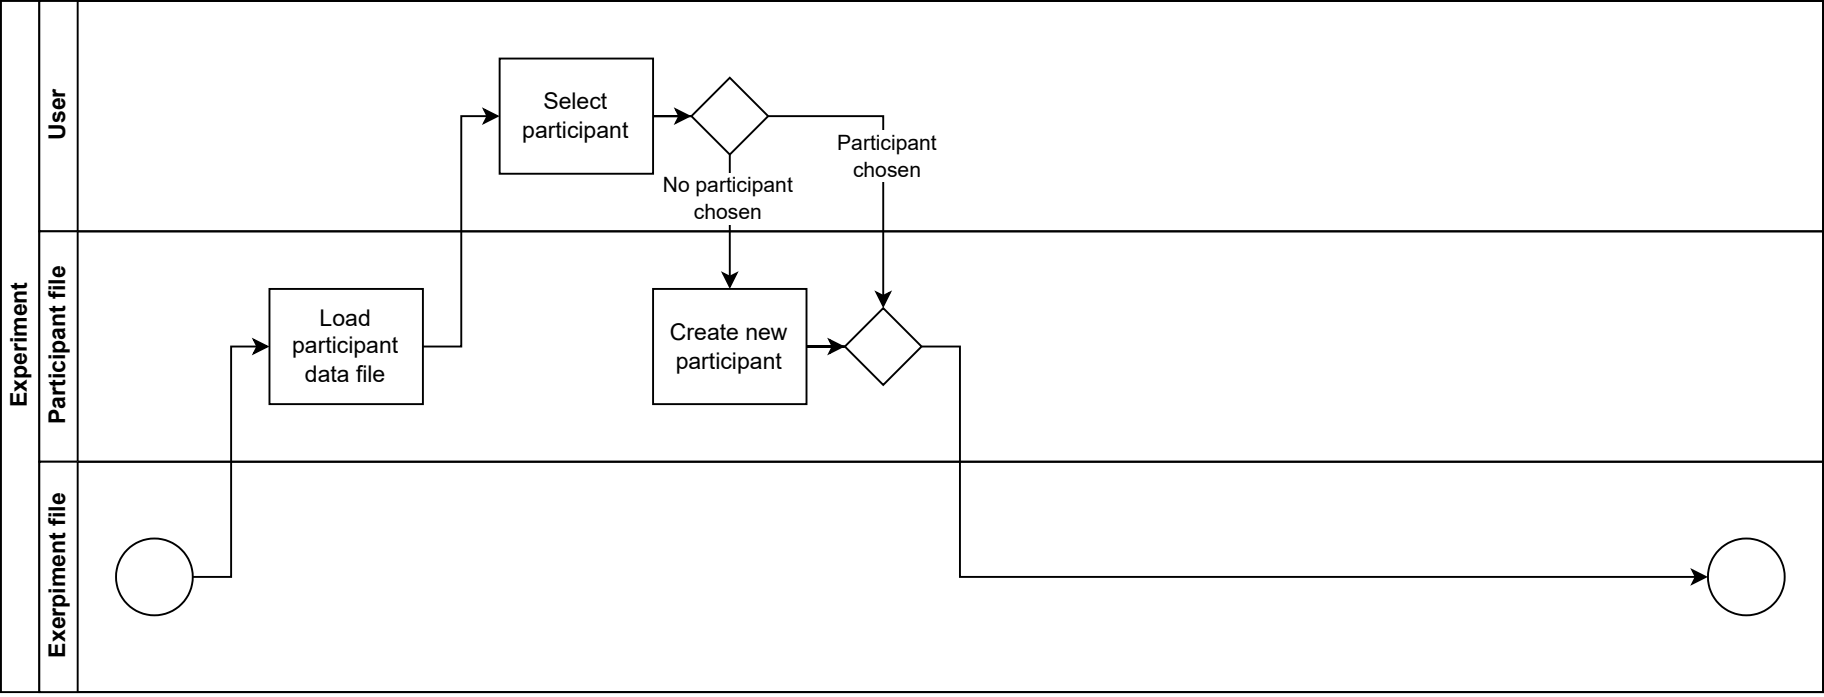 Experiment
User
Select
participant
Participant
chosen
No participant
chosen
Participant file
Load
participant
data file
Create new
participant
Exerpiment file